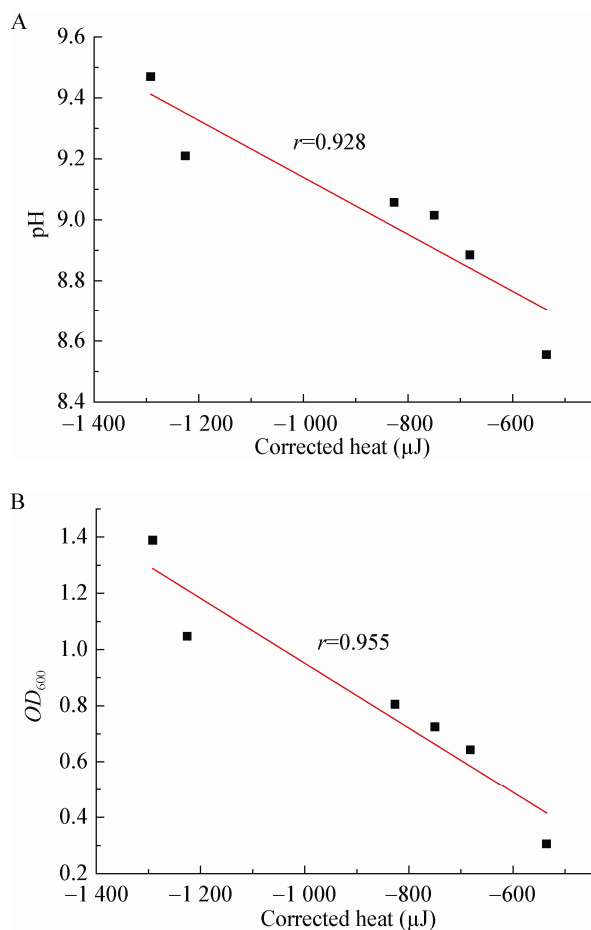 A
9.6
9.4
9.2
9.0
8.8
8.6
8.4
pH
r=0.928
−1 400 −1 200 −1 000 −800 −600
Corrected heat (μJ)
B
1.4
1.2
1.0
0.8
0.6
0.4
0.2
OD600
r=0.955
−1 400 −1 200 −1 000 −800 −600
Corrected heat (μJ)